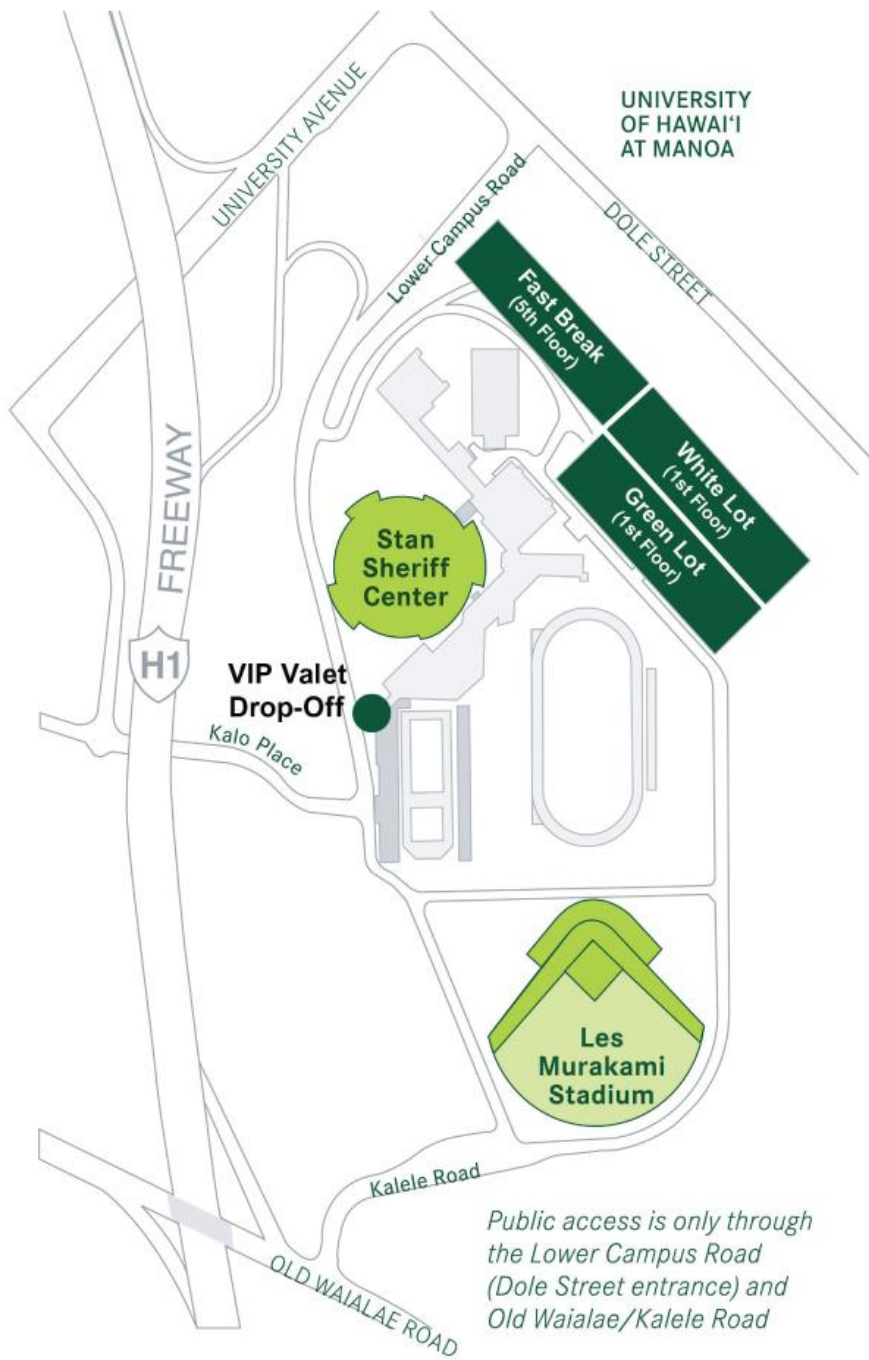 UNIVERSITY
OF HAWAI‘I
AT MANOA
UNIVERSITY AVENUE
Lower Campus Road
DOLE STREET
Fast Break
(5th Floor)
White Lot
(1st Floor)
Green Lot
(1st Floor)
FREEWAY
H1
Stan
Sheriff
Center
VIP Valet
Drop-Off
Kalo Place
Les
Murakami
Stadium
Kalele Road
OLD WAIALAE ROAD
Public access is only through
the Lower Campus Road
(Dole Street entrance) and
Old Waialae/Kalele Road